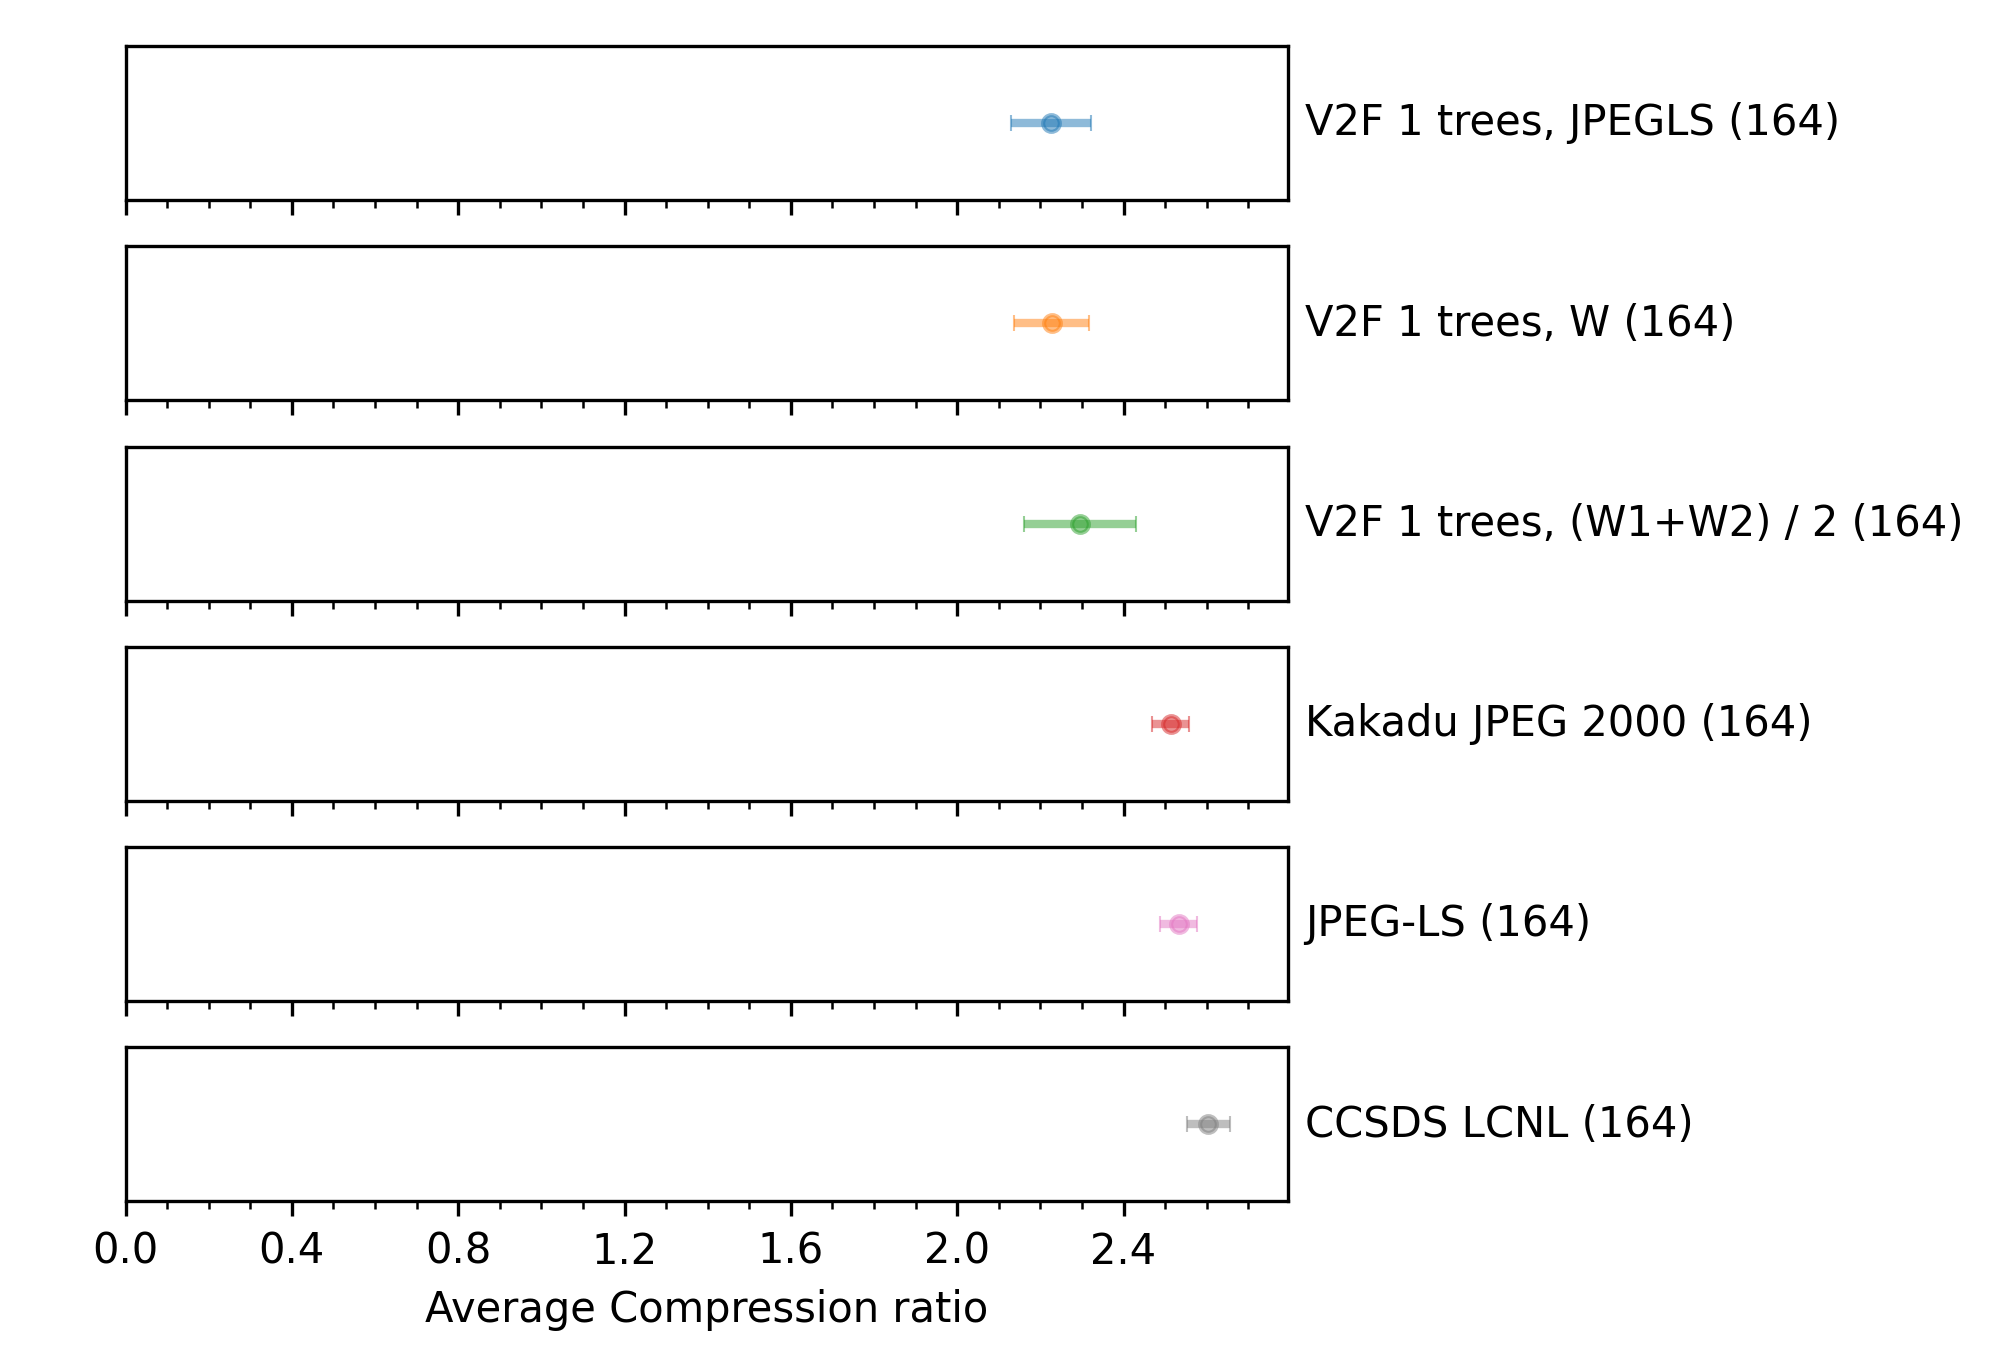 V2F 1 trees, JPEGLS (164)
V2F 1 trees, W (164)
V2F 1 trees, (W1+W2) / 2 (164)
Kakadu JPEG 2000 (164)
JPEG-LS (164)
CCSDS LCNL (164)
0.0 0.4 0.8 1.2 1.6 2.0 2.4
Average Compression ratio